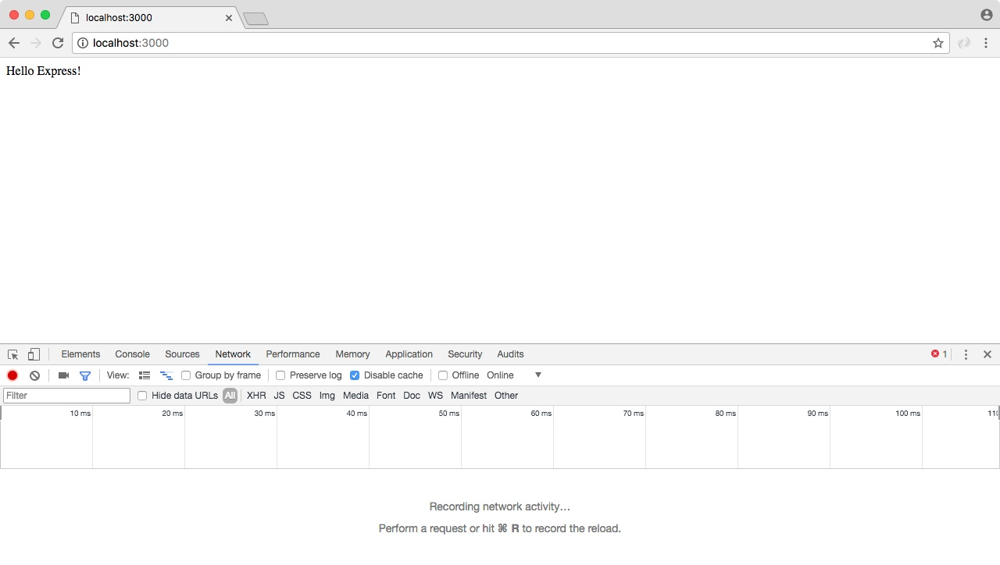 localhost:3000
localhost:3000
Hello Express!
Elements Console Sources Network Performance Memory Application Security Audits 1
View: Group by frame Preserve log Disable cache Offline Online
Filter Hide data URLs All XHR JS CSS Img Media Font Doc WS Manifest Other
10 ms 20 ms 30 ms 40 ms 50 ms 60 ms 70 ms 80 ms 90 ms 100 ms
Recording network activity…
Perform a request or hit ⌘ R to record the reload.